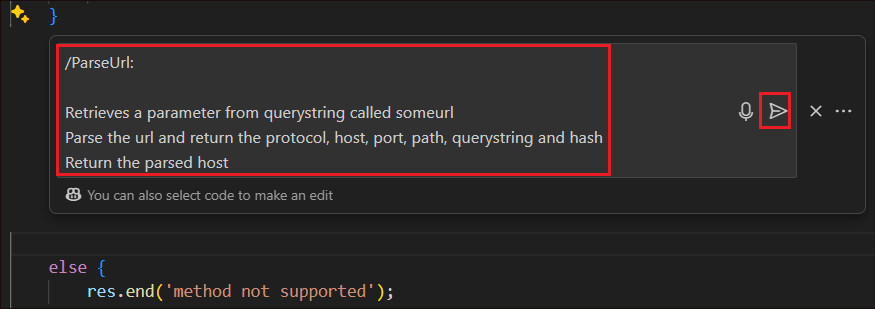 }
/ParseUrl:
Retrieves a parameter from querystring called someurl
Parse the url and return the protocol, host, port, path, querystring and hash
Return the parsed host
You can also select code to make an edit
else {
res.end('method not supported');